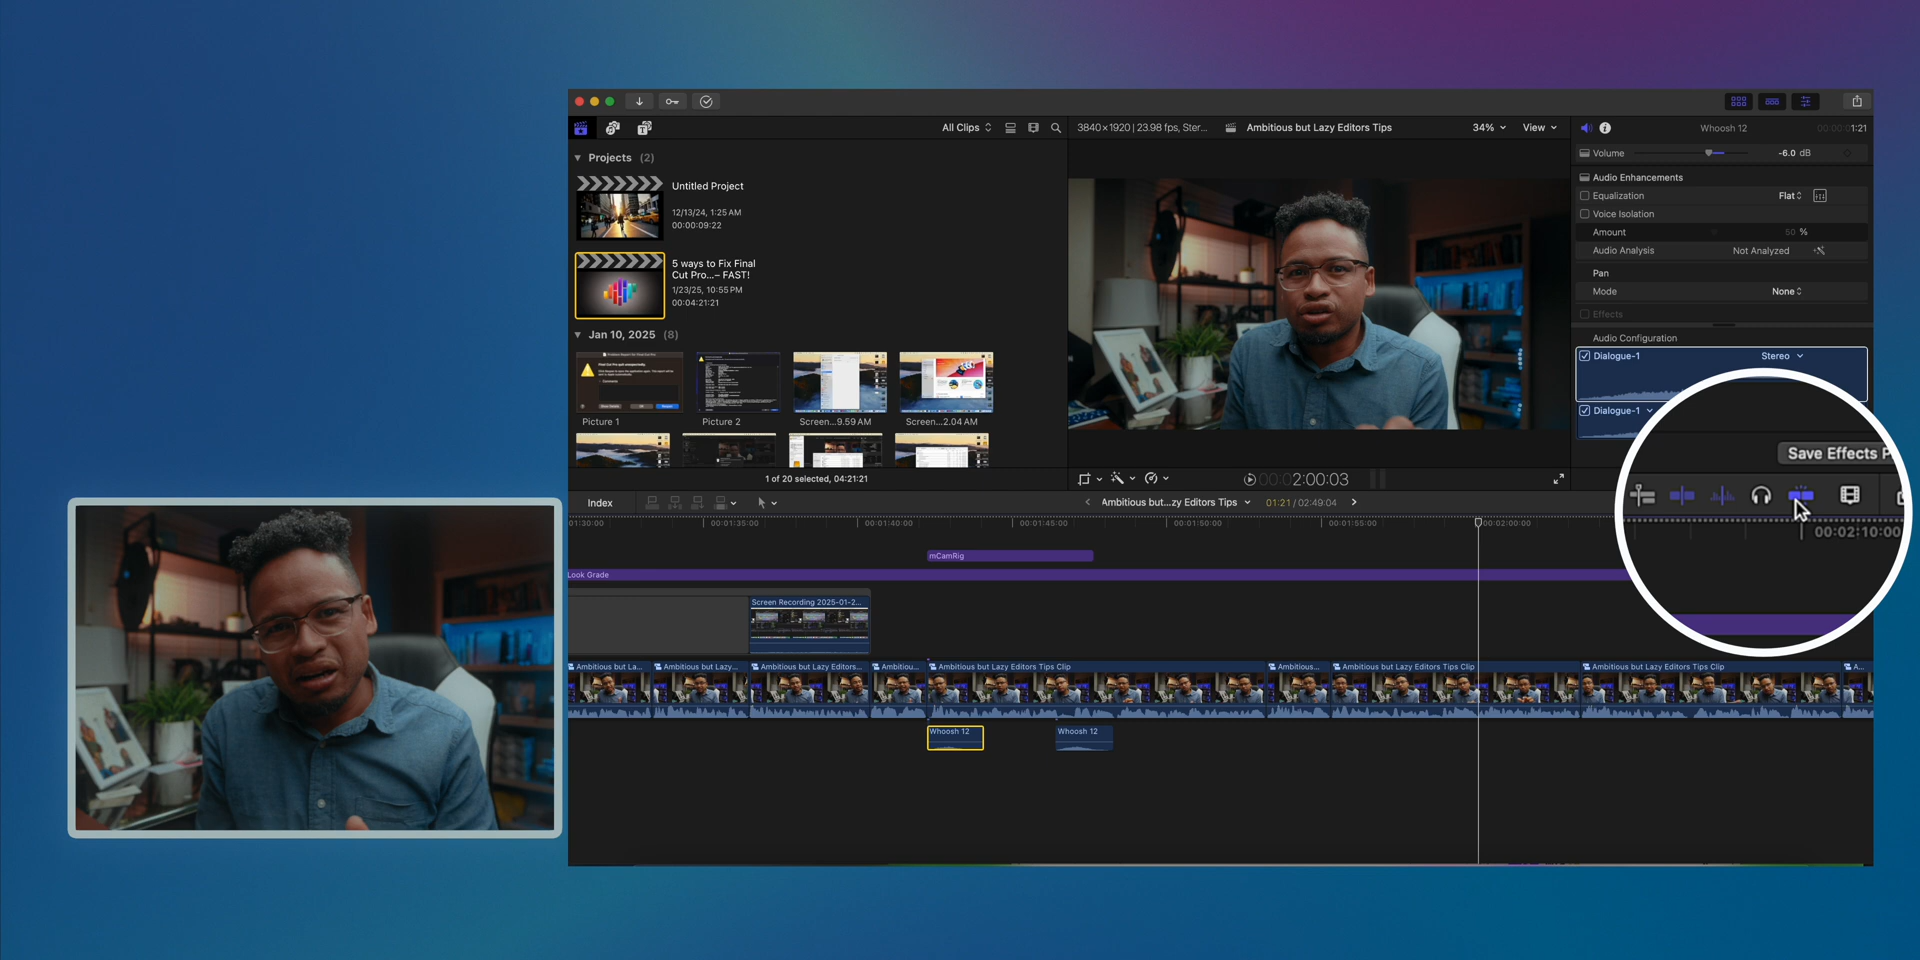 All Clips
3840×1920 | 23.98 fps, Ster...
Ambitious but Lazy Editors Tips
34%
View
Whoosh 12
00:00:01:21
Projects (2)
Untitled Project
12/13/24, 1:25 AM
00:00:09:22
5 ways to Fix Final
Cut Pro...– FAST!
1/23/25, 10:55 PM
00:04:21:21
Jan 10, 2025 (8)
Picture 1
Picture 2
Screen...9.59 AM
Screen...2.04 AM
1 of 20 selected, 04:21:21
00:00:2:00:03
Volume
-6.0 dB
Audio Enhancements
Equalization
Flat
Voice Isolation
Amount
50 %
Audio Analysis
Not Analyzed
Pan
Mode
None
Effects
Audio Configuration
Dialogue-1
Stereo
Dialogue-1
Save Effects P
00:02:10:00
Index
Ambitious but...zy Editors Tips
01:21 / 02:49:04
01:30:00
00:01:35:00
00:01:40:00
00:01:45:00
00:01:50:00
00:01:55:00
00:02:00:00
mCamRig
Look Grade
Screen Recording 2025-01-2...
Ambitious but La...
Ambitious but Lazy...
Ambitious but Lazy Editors...
Ambitiou...
Ambitious but Lazy Editors Tips Clip
Ambitious...
Ambitious but Lazy Editors Tips Clip
Ambitious but Lazy Editors Tips Clip
A...
Whoosh 12
Whoosh 12